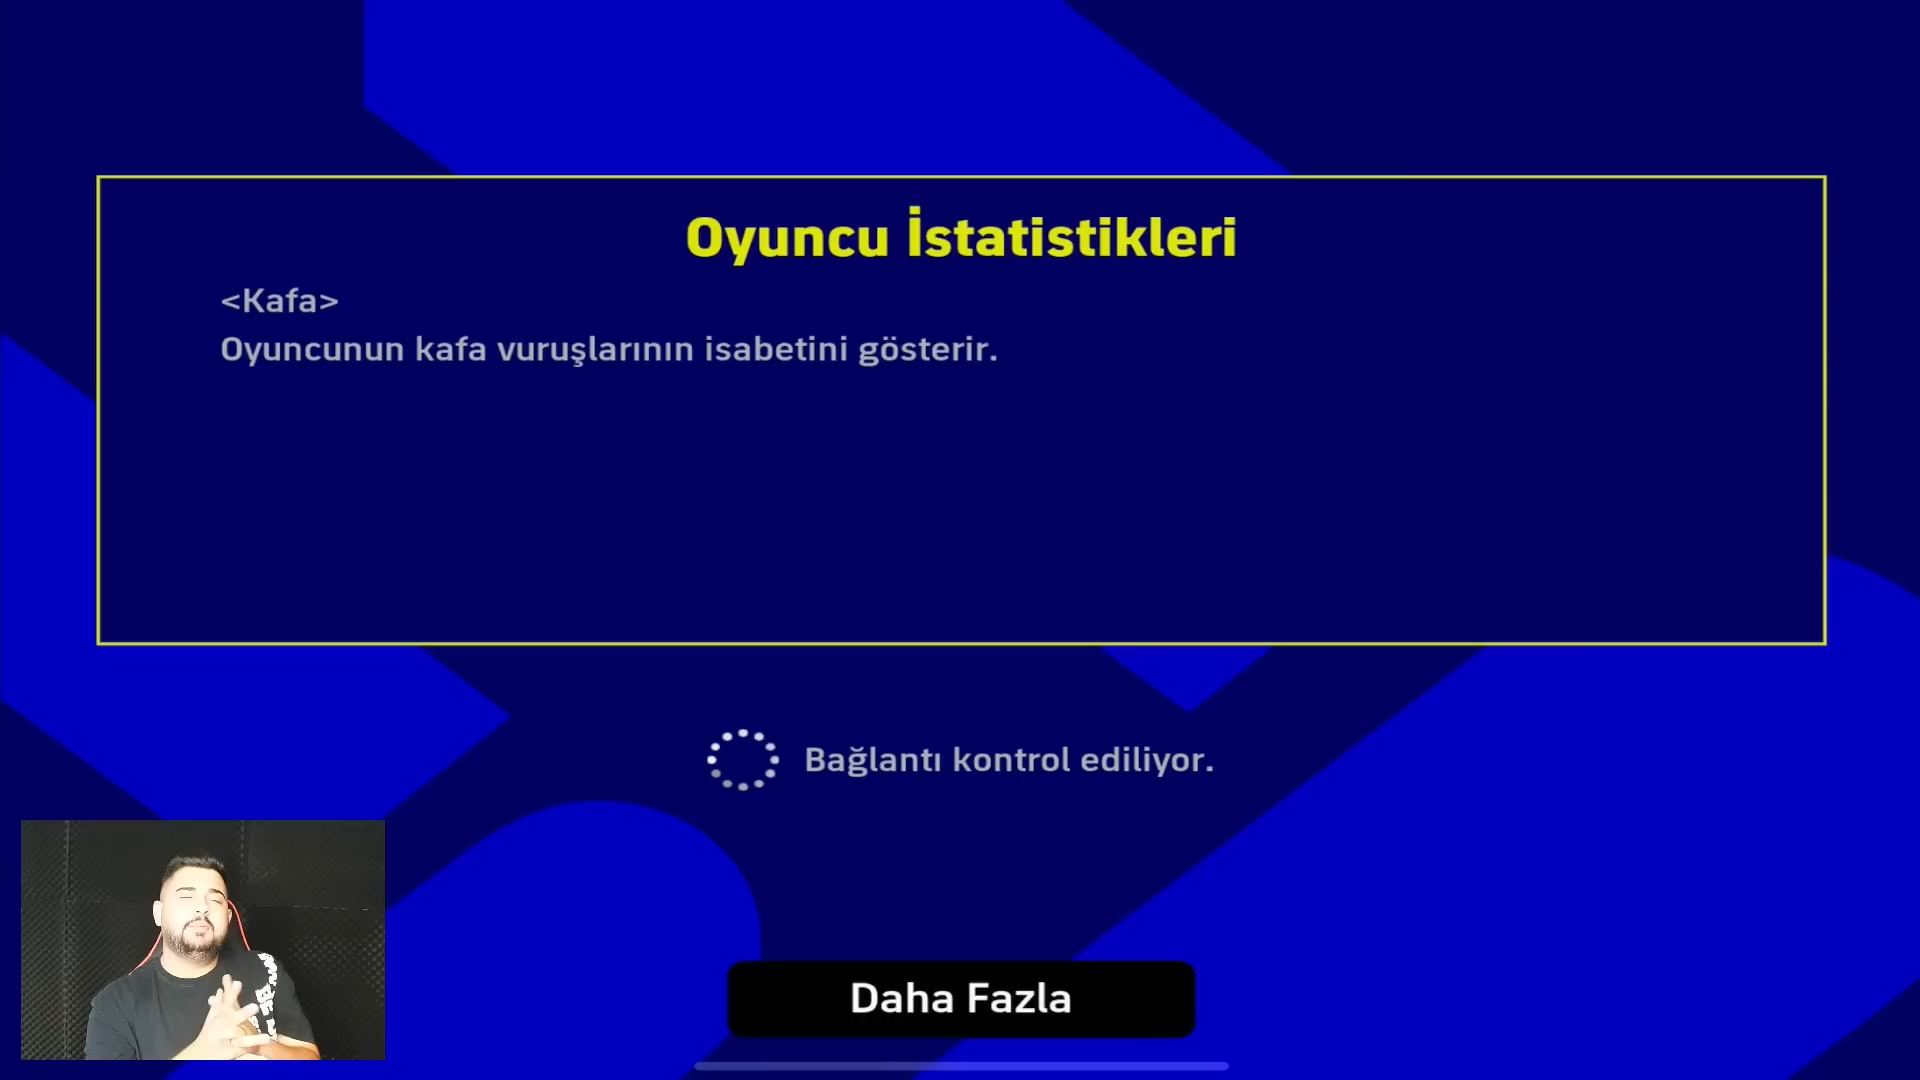 Oyuncu İstatistikleri
<Kafa>
Oyuncunun kafa vuruşlarının isabetini gösterir.
Bağlantı kontrol ediliyor.
Daha Fazla